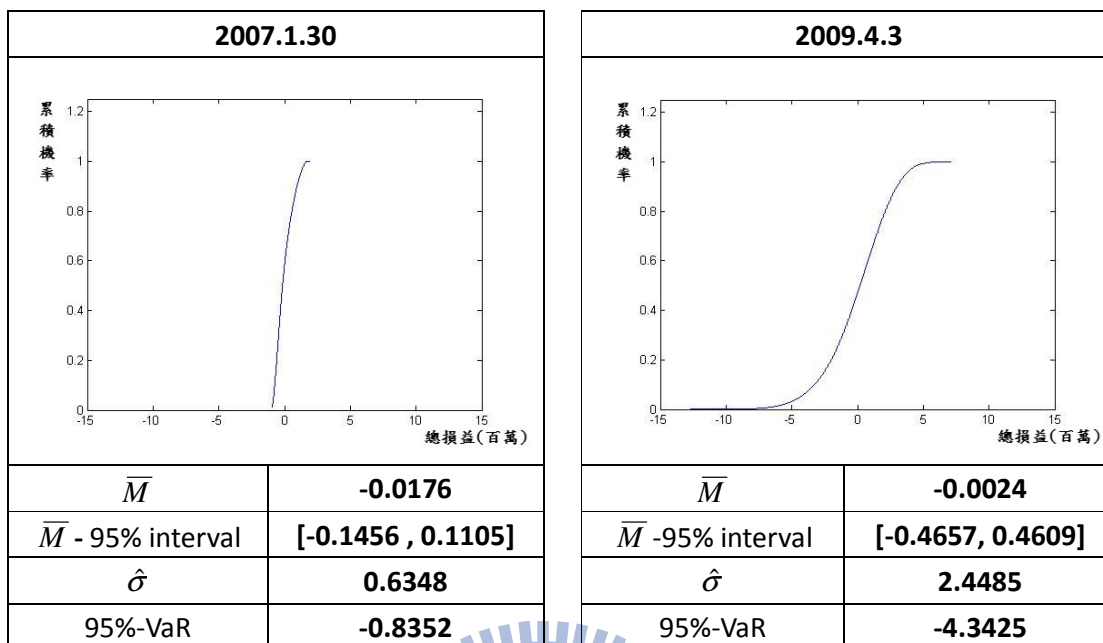 2007.1.30
累積機率
1.2
1
0.8
0.6
0.4
0.2
0
-15 -10 -5 0 5 10 15
總損益(百萬)
M̅ -0.0176
M̅ - 95% interval [-0.1456 , 0.1105]
σ̂ 0.6348
95%-VaR -0.8352
2009.4.3
累積機率
1.2
1
0.8
0.6
0.4
0.2
0
-15 -10 -5 0 5 10 15
總損益(百萬)
M̅ -0.0024
M̅ -95% interval [-0.4657, 0.4609]
σ̂ 2.4485
95%-VaR -4.3425